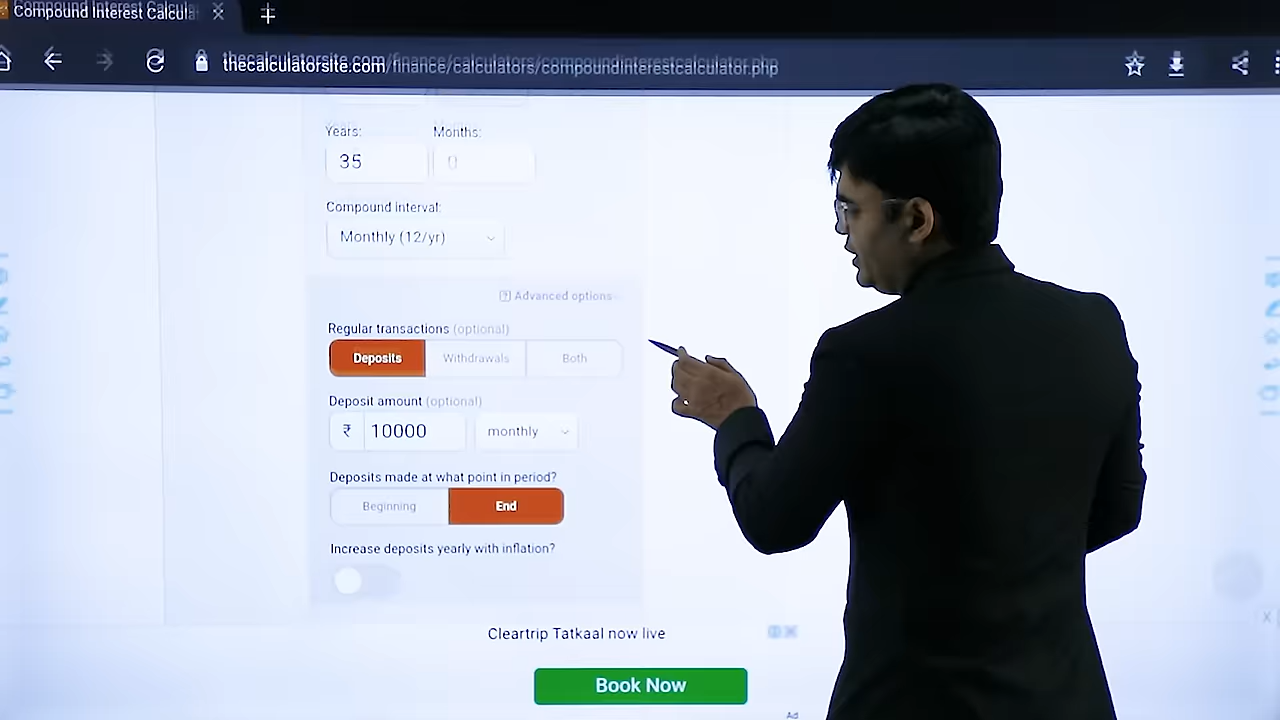 Compound Interest Calcula
thecalculatorsite.com/finance/calculators/compoundinterestcalculator.php
Years:
Months:
35
0
Compound interval:
Monthly (12/yr)
Advanced options
Regular transactions (optional)
Deposits
Withdrawals
Both
Deposit amount (optional)
₹ 10000
monthly
Deposits made at what point in period?
Beginning
End
Increase deposits yearly with inflation?
Cleartrip Tatkaal now live
Book Now
Ad